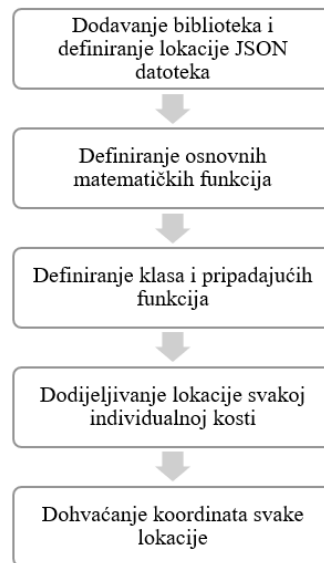 Dodavanje biblioteka i
definiranje lokacije JSON
datoteka
Definiranje osnovnih
matematičkih funkcija
Definiranje klasa i pripadajućih
funkcija
Dodijeljivanje lokacije svakoj
individualnoj kosti
Dohvaćanje koordinata svake
lokacije